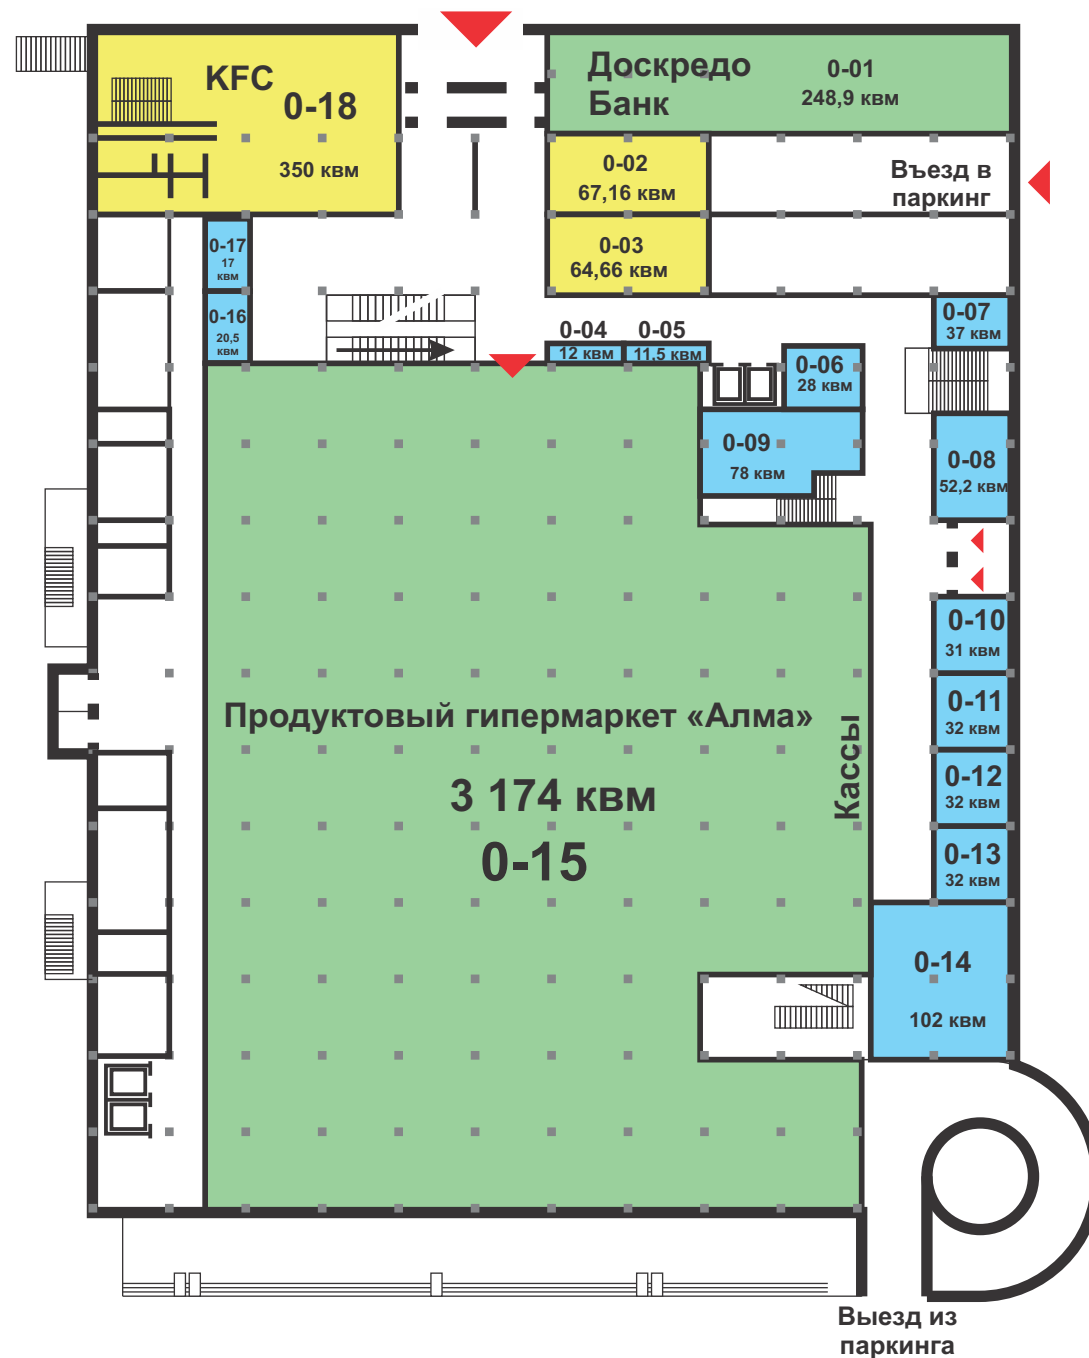 KFC
0-18
350 квм
Доскредо
Банк
0-01
248,9 квм
0-02
67,16 квм
Въезд в
паркинг
0-03
64,66 квм
0-17
17
квм
0-16
20,5
квм
0-04
12 квм
0-05
11,5 квм
0-06
28 квм
0-07
37 квм
0-09
78 квм
0-08
52,2 квм
0-10
31 квм
0-11
32 квм
0-12
32 квм
0-13
32 квм
Продуктовый гипермаркет «Алма»
3 174 квм
0-15
Кассы
0-14
102 квм
Выезд из
паркинга